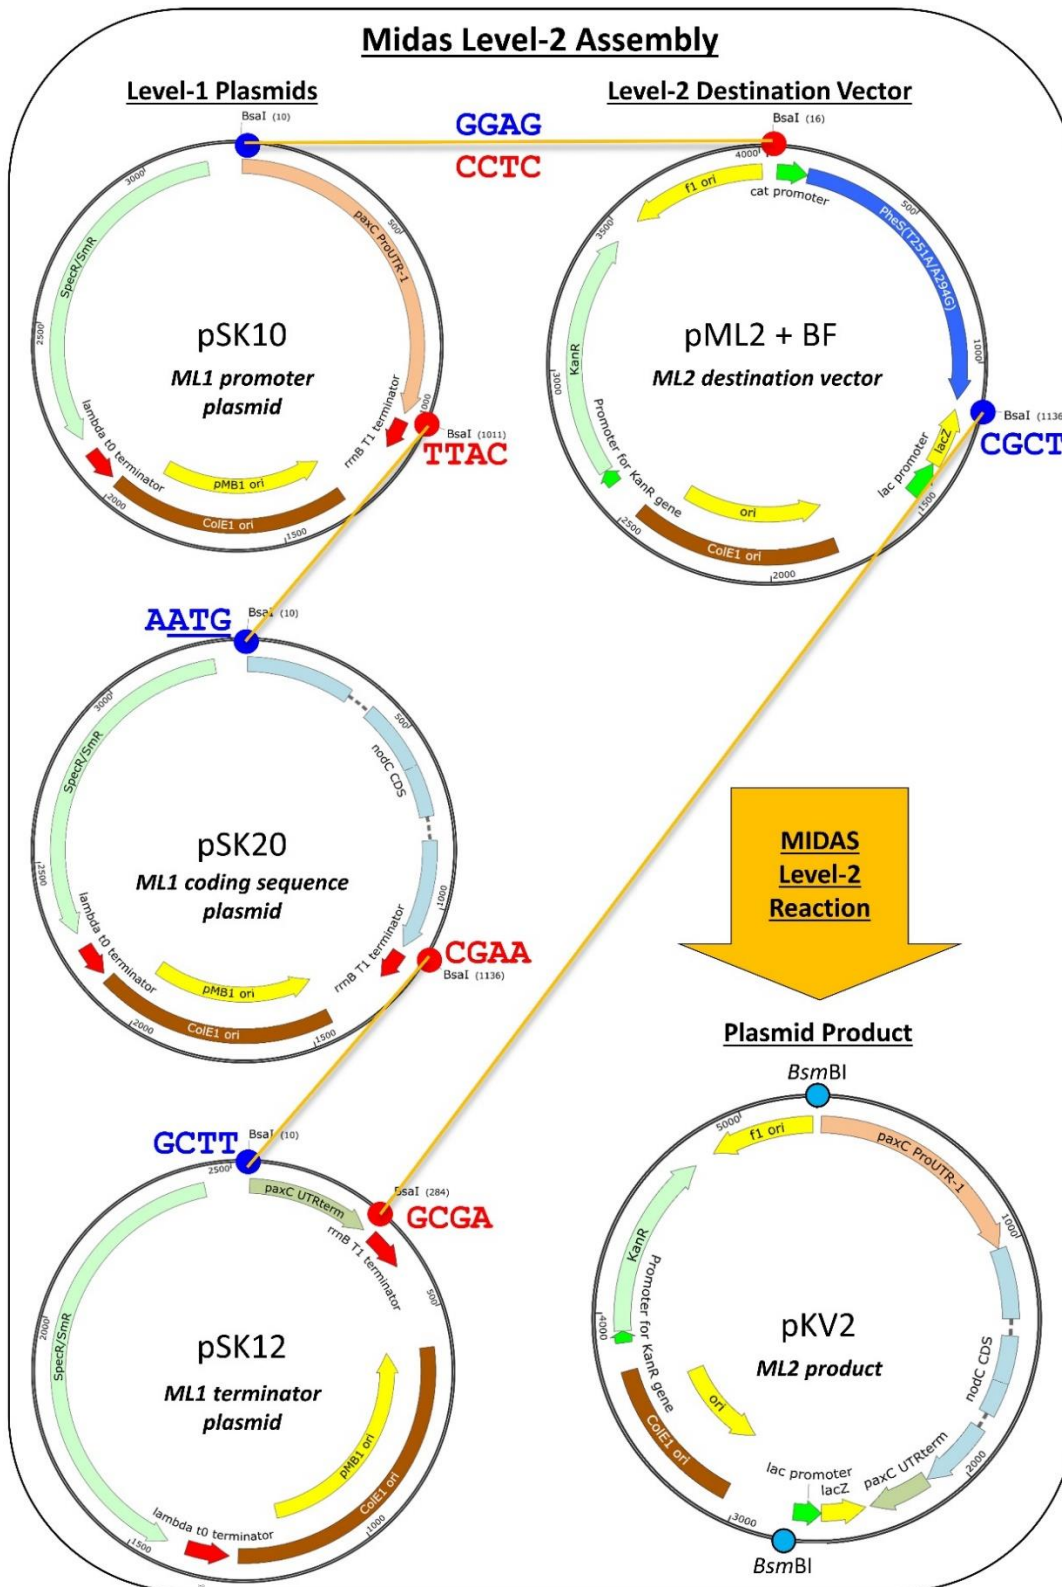 Midas Level-2 Assembly
Level-1 Plasmids
Level-2 Destination Vector
BsaI (10)
GGAG
CCTC
BsaI (16)
3000
500
SpecR/SmR
paxC ProUTR-1
2500
pSK10
ML1 promoter
plasmid
1000
rrnB T1 terminator
BsaI (1011)
TTAC
lambda t0 terminator
pMB1 ori
2000
ColE1 ori
1500
4000
f1 ori
cat promoter
500
3500
PheS(T251A/A294G)
KanR
pML2 + BF
ML2 destination vector
1000
3000
BsaI (1136
CGCT
Promoter for KanR gene
lac promoter
lacZ
1500
ori
2500
ColE1 ori
2000
AATG
BsaI (10)
3000
500
SpecR/SmR
nodC CDS
pSK20
ML1 coding sequence
plasmid
2500
1000
rrnB T1 terminator
CGAA
BsaI (1136)
lambda t0 terminator
pMB1 ori
2000
ColE1 ori
1500
MIDAS
Level-2
Reaction
GCTT
BsaI (10)
2500
paxC UTRterm
BsaI (284)
GCGA
rrnB T1 terminator
500
2000
SpecR/SmR
pSK12
ML1 terminator
plasmid
pMB1 ori
ColE1 ori
lambda t0 terminator
1500
1000
Plasmid Product
BsmBI
5000
f1 ori
paxC ProUTR-1
1000
KanR
4000
Promoter for KanR gene
pKV2
ML2 product
nodC CDS
ori
ColE1 ori
lac promoter
lacZ
paxC UTRterm
2000
3000
BsmBI